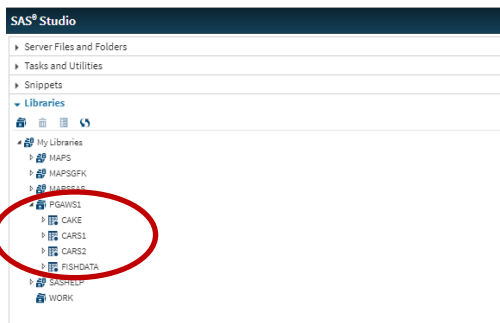 SAS® Studio
Server Files and Folders
Tasks and Utilities
Snippets
Libraries
My Libraries
MAPS
MAPSGFK
MAPSSAS
PGAWS1
CAKE
CARS1
CARS2
FISHDATA
SASHELP
WORK